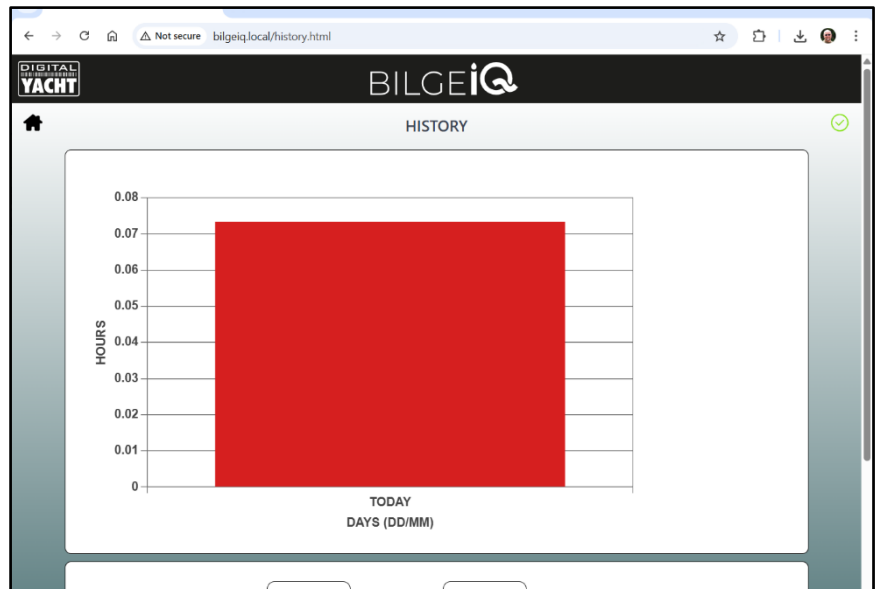 Not secure bilgeiq.local/history.html
DIGITAL
YACHT
BILGEiQ
HISTORY
0.08
0.07
0.06
0.05
0.04
0.03
0.02
0.01
0
HOURS
TODAY
DAYS (DD/MM)